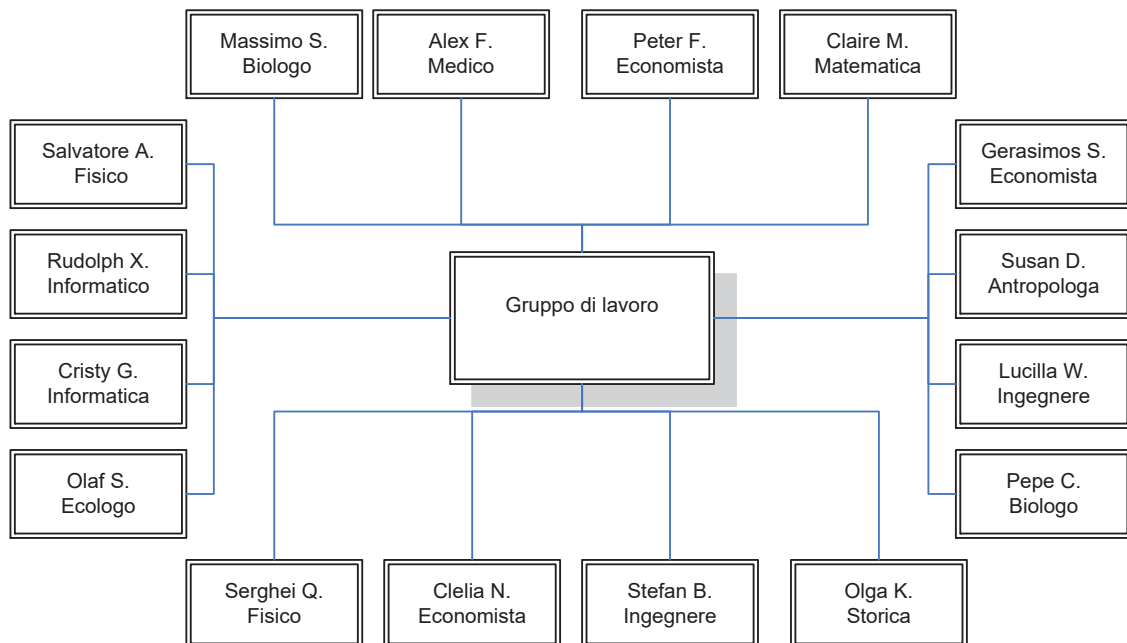 Massimo S.
Biologo
Alex F.
Medico
Peter F.
Economista
Claire M.
Matematica
Salvatore A.
Fisico
Rudolph X.
Informatico
Cristy G.
Informatica
Olaf S.
Ecologo
Gruppo di lavoro
Gerasimos S.
Economista
Susan D.
Antropologa
Lucilla W.
Ingegnere
Pepe C.
Biologo
Serghei Q.
Fisico
Clelia N.
Economista
Stefan B.
Ingegnere
Olga K.
Storica